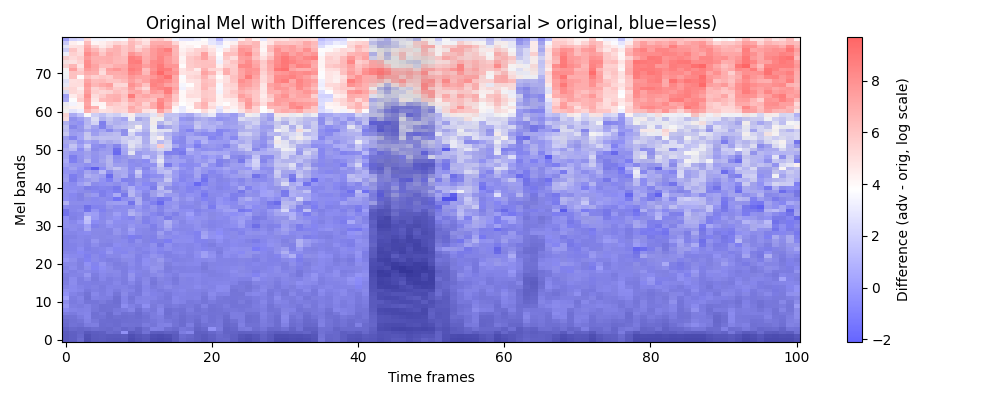 Original Mel with Differences (red=adversarial > original, blue=less)
Mel bands
70
60
50
40
30
20
10
0
0 20 40 60 80 100
Time frames
8
6
4
2
0
−2
Difference (adv - orig, log scale)